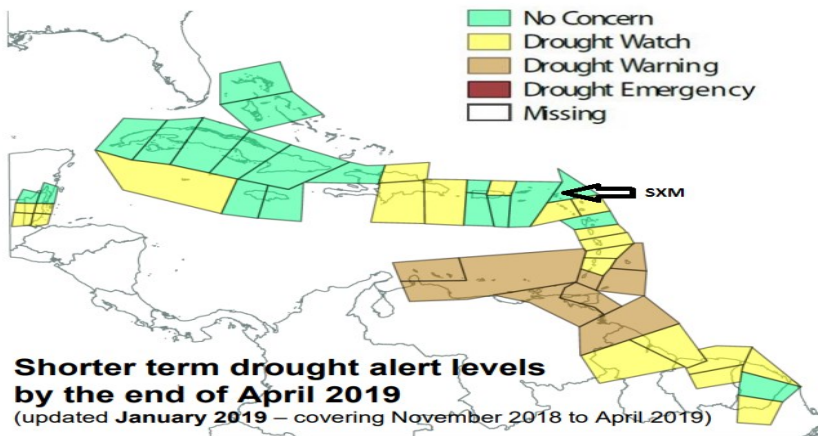 No Concern
Drought Watch
Drought Warning
Drought Emergency
Missing
SXM
Shorter term drought alert levels
by the end of April 2019
(updated January 2019 – covering November 2018 to April 2019)